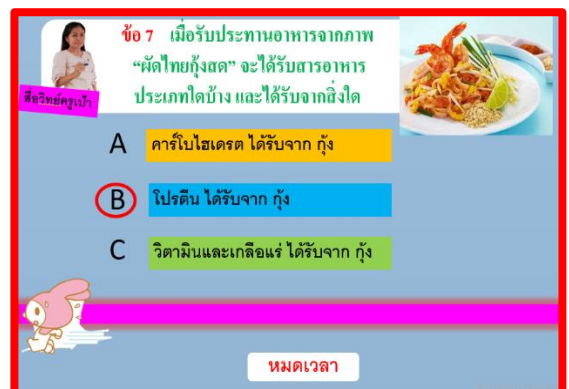 ข้อ 7 เมื่อรับประทานอาหารจากภาพ
“ผัดไทยกุ้งสด” จะได้รับสารอาหาร
ประเภทใดบ้าง และได้รับจากสิ่งใด
สื่อวิทย์ครูเบ้า
A คาร์โบไฮเดรต ได้รับจาก กุ้ง
B โปรตีน ได้รับจาก กุ้ง
C วิตามินและเกลือแร่ ได้รับจาก กุ้ง
หมดเวลา